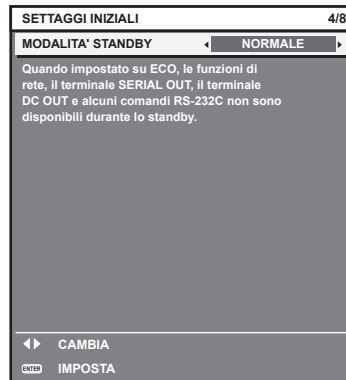 SETTAGGI INIZIALI 4/8
MODALITA' STANDBY NORMALE
Quando impostato su ECO, le funzioni di
rete, il terminale SERIAL OUT, il terminale
DC OUT e alcuni comandi RS-232C non sono
disponibili durante lo standby.
CAMBIA
ENTER IMPOSTA